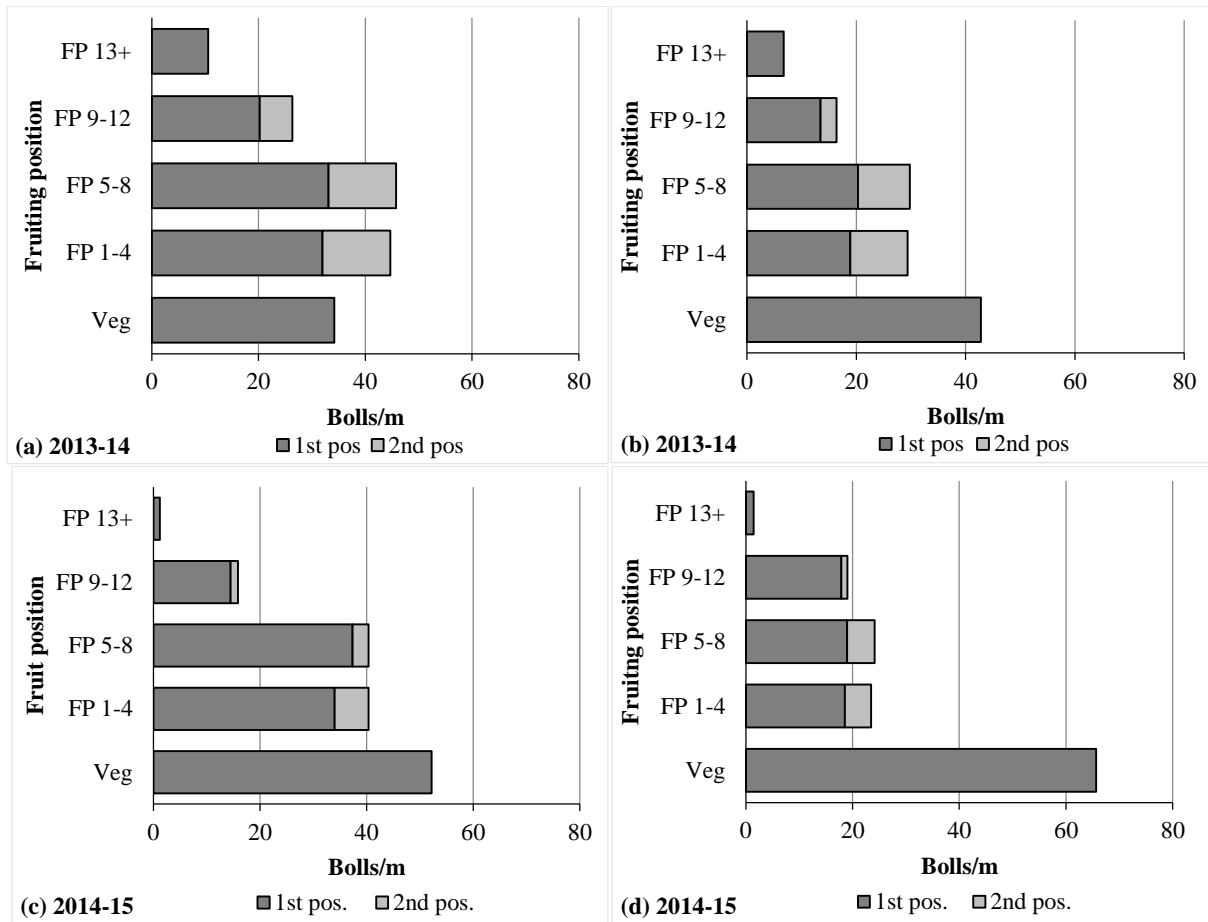 FP 13+
FP 9-12
FP 5-8
FP 1-4
Veg
Fruiting position
0 20 40 60 80
Bolls/m
(a) 2013-14
1st pos 2nd pos
FP 13+
FP 9-12
FP 5-8
FP 1-4
Veg
Fruiting position
0 20 40 60 80
Bolls/m
(b) 2013-14
1st pos 2nd pos
FP 13+
FP 9-12
FP 5-8
FP 1-4
Veg
Fruit position
0 20 40 60 80
Bolls/m
(c) 2014-15
1st pos. 2nd pos.
FP 13+
FP 9-12
FP 5-8
FP 1-4
Veg
Fruitng position
0 20 40 60 80
Bolls/m
(d) 2014-15
1st pos. 2nd pos.